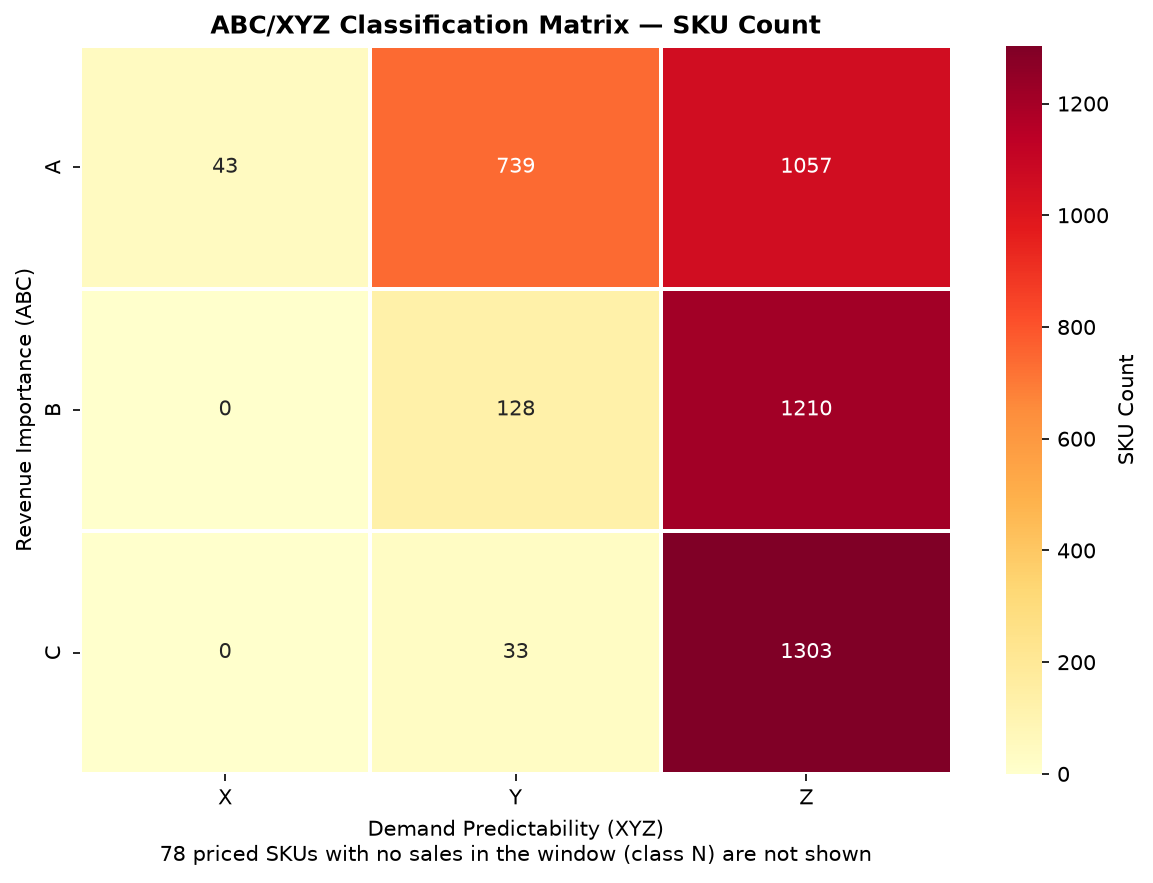 ABC/XYZ Classification Matrix — SKU Count
A 43 739 1057
B 0 128 1210
C 0 33 1303
X Y Z
Revenue Importance (ABC)
Demand Predictability (XYZ)
78 priced SKUs with no sales in the window (class N) are not shown
1200
1000
800
600
400
200
0
SKU Count